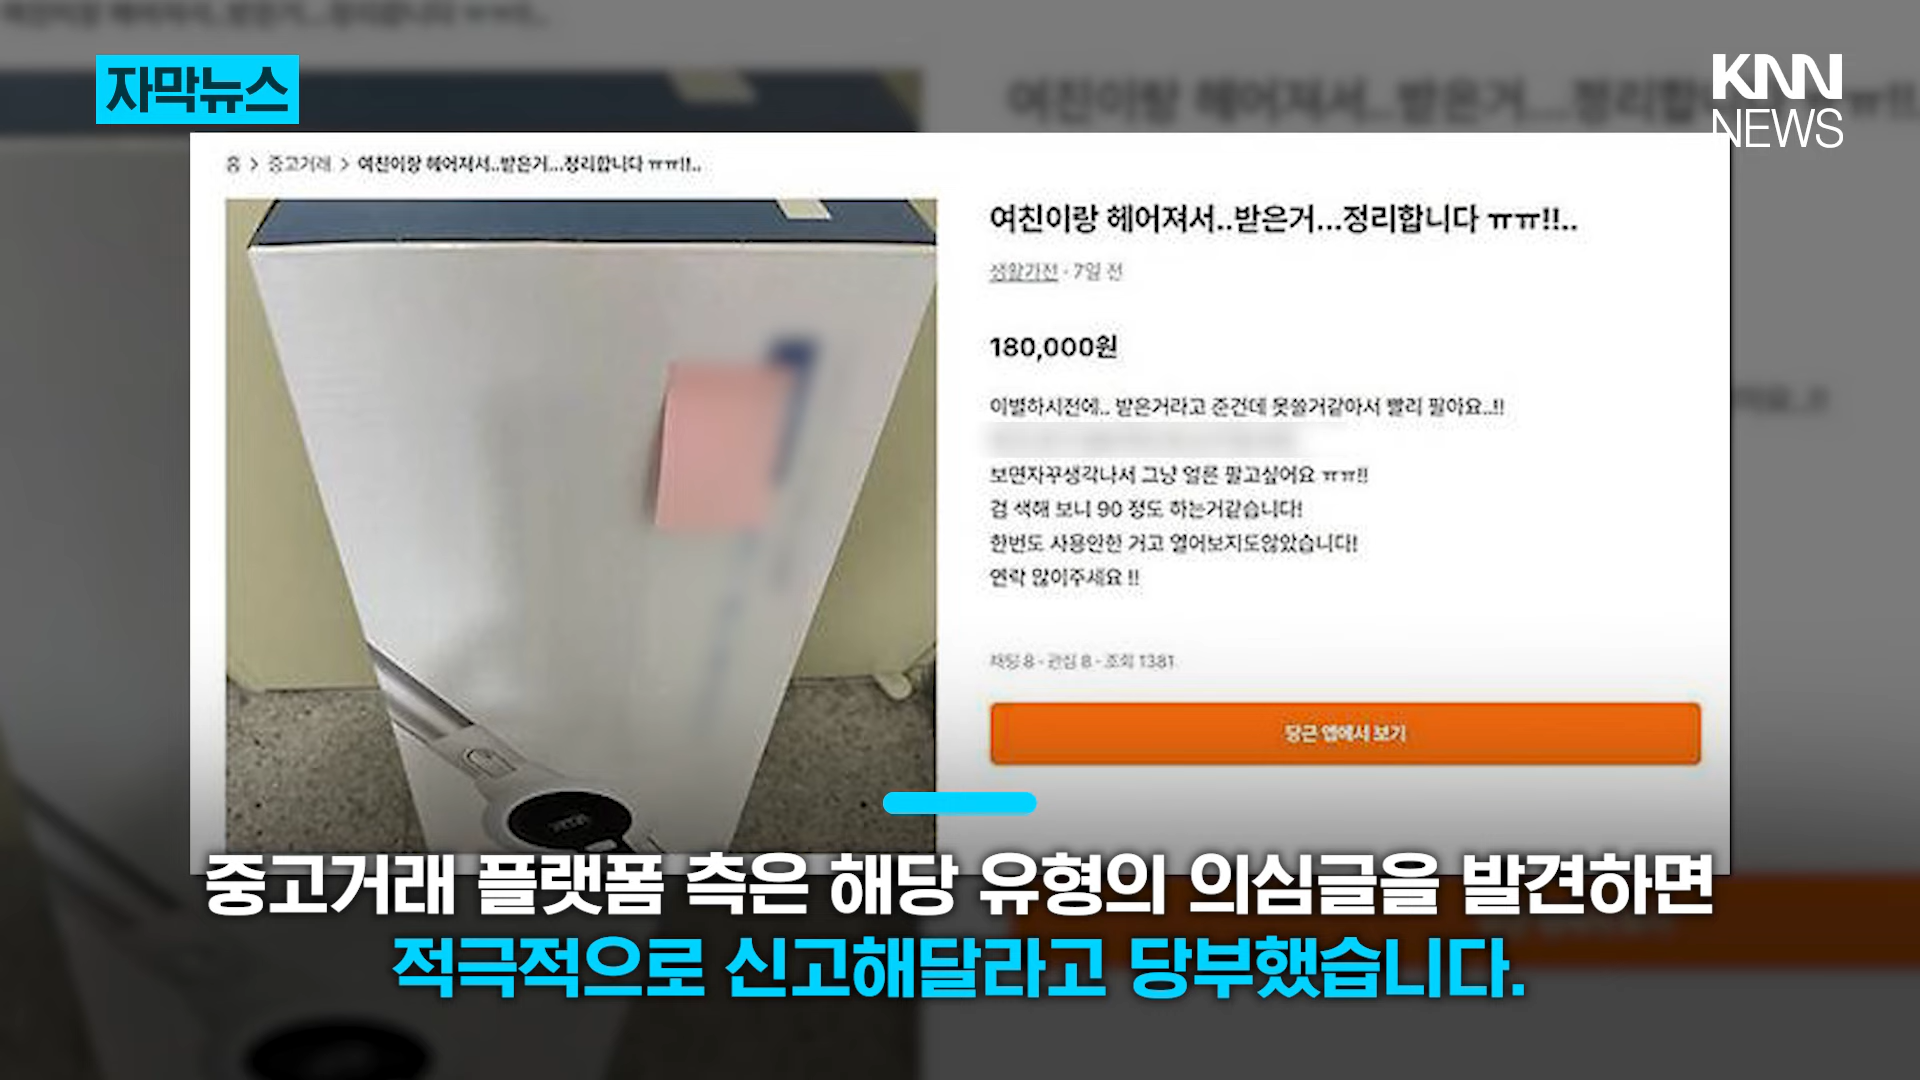 자막뉴스
KNN
NEWS
홈 > 중고거래 > 여친이랑 헤어져서..받은거...정리합니다 ㅠㅠ!!..
여친이랑 헤어져서..받은거...정리합니다 ㅠㅠ!!..
생활가전 · 7일 전
180,000원
이별하시전에.. 받은거라고 준건데 못쓸거같아서 빨리 팔아요..!!
보면자꾸생각나서 그냥 얼른 팔고싶어요 ㅠㅠ!!
검 색해 보니 90 정도 하는거같습니다!
한번도 사용안한 거고 열어보지도않았습니다!
연락 많이주세요 !!
채팅 8 · 관심 8 · 조회 1381
당근 앱에서 보기
중고거래 플랫폼 측은 해당 유형의 의심글을 발견하면
적극적으로 신고해달라고 당부했습니다.